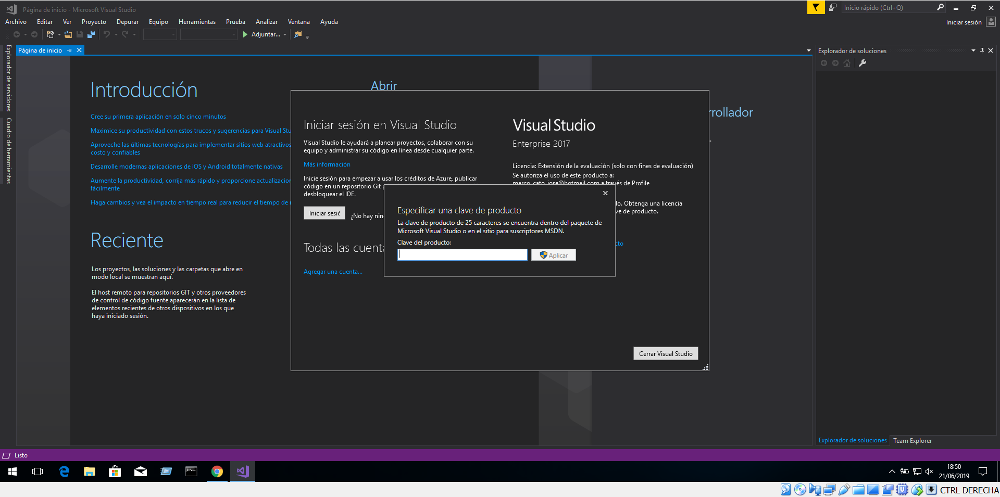 Página de inicio - Microsoft Visual Studio
Inicio rápido (Ctrl+Q)
Archivo Editar Ver Proyecto Depurar Equipo Herramientas Prueba Analizar Ventana Ayuda
Iniciar sesión
Adjuntar...
Explorador de servidores
Cuadro de herramientas
Página de inicio
Explorador de soluciones
Introducción
Cree su primera aplicación en solo cinco minutos
Maximice su productividad con estos trucos y sugerencias para Visual Stu
Aproveche las últimas tecnologías para implementar sitios web atractivos
costo y confiables
Desarrolle modernas aplicaciones de iOS y Android totalmente nativas
Aumente la productividad, corrija más rápido y proporcione actualizacion
fácilmente
Haga cambios y vea el impacto en tiempo real para reducir el tiempo de
Reciente
Los proyectos, las soluciones y las carpetas que abre en
modo local se muestran aquí.
El host remoto para repositorios GIT y otros proveedores
de control de código fuente aparecerán en la lista de
elementos recientes de otros dispositivos en los que
haya iniciado sesión.
Abrir
rrollador
Iniciar sesión en Visual Studio
Visual Studio le ayudará a planear proyectos, colaborar con su
equipo y administrar su código en línea desde cualquier parte.
Más información
Inicie sesión para empezar a usar los créditos de Azure, publicar
código en un repositorio Git
desbloquear el IDE.
Iniciar sesić
¿No hay nin
Todas las cuenta
Agregar una cuenta...
Visual Studio
Enterprise 2017
Licencia: Extensión de la evaluación (solo con fines de evaluación)
Se autoriza el uso de este producto a:
marco_cato_jose@hotmail.com a través de Profile
do. Obtenga una licencia
ve de producto.
cto
Especificar una clave de producto
La clave de producto de 25 caracteres se encuentra dentro del paquete de
Microsoft Visual Studio o en el sitio para suscriptores MSDN.
Clave del producto:
Aplicar
Cerrar Visual Studio
Explorador de soluciones Team Explorer
Listo
18:50
21/06/2019
CTRL DERECHA